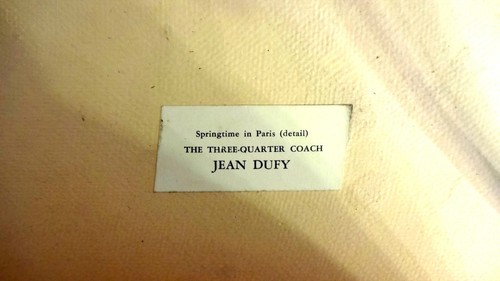 Springtime in Paris (detail)
THE THREE-QUARTER COACH
JEAN DUFY